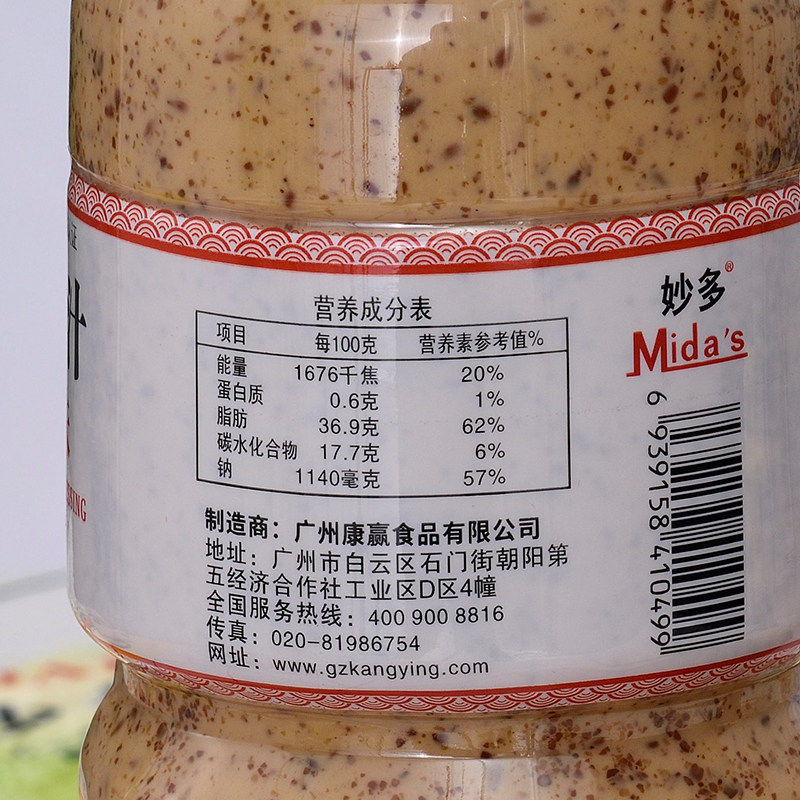 证
汁
SSING
营养成分表
项目 每100克 营养素参考值%
能量 1676千焦 20%
蛋白质 0.6克 1%
脂肪 36.9克 62%
碳水化合物 17.7克 6%
钠 1140毫克 57%
制造商：广州康赢食品有限公司
地址：广州市白云区石门街朝阳第
五经济合作社工业区D区4幢
全国服务热线：400 900 8816
传真：020-81986754
网址：www.gzkangying.com
妙多®
Mida's
6 939158 410499